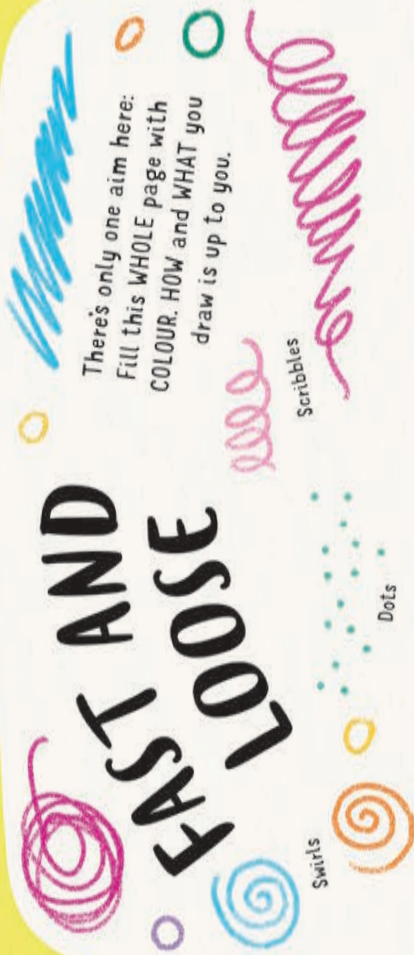 FAST AND
LOOSE
There's only one aim here:
Fill this WHOLE page with
COLOUR. HOW and WHAT you
draw is up to you.
Swirls
Dots
Scribbles